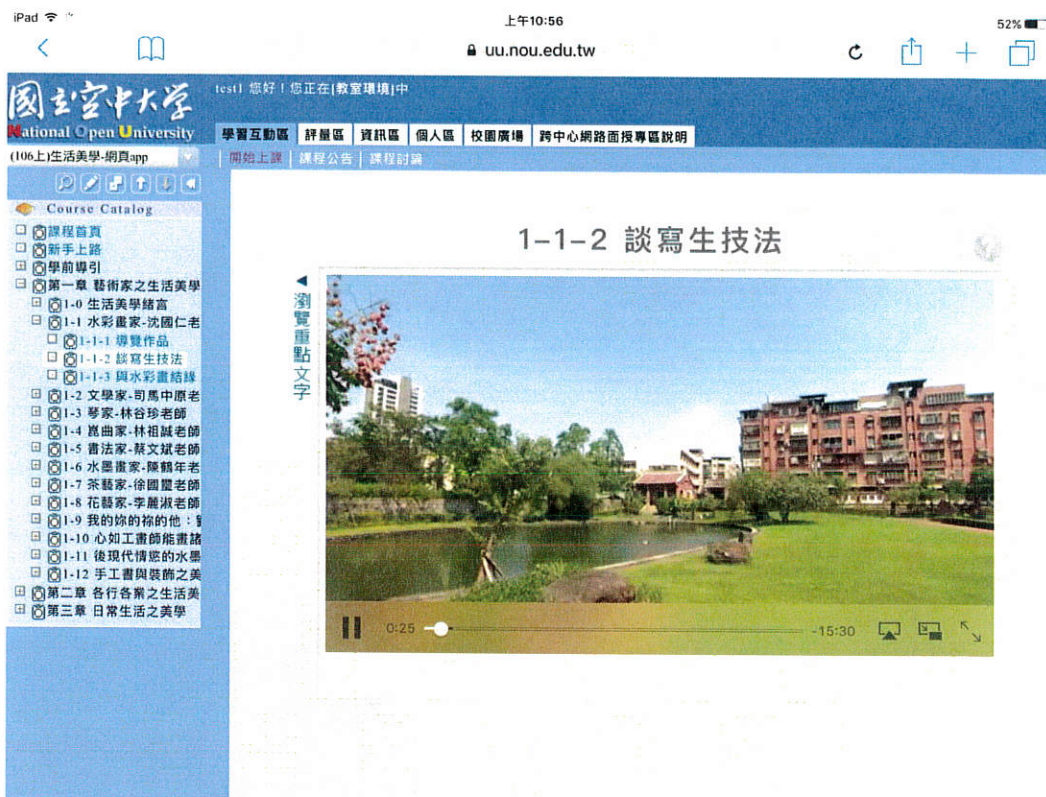 iPad
上午10:56
52%
uu.nou.edu.tw
國立空中大學
National Open University
test1 您好！您正在[教室環境]中
學習互動區 評量區 資訊區 個人區 校園廣場 跨中心網路面授專區說明
(106上)生活美學-網頁app
開始上課 課程公告 課程討論
Course Catalog
課程首頁
新手上路
學前導引
第一章 藝術家之生活美學
1-0 生活美學緒言
1-1 水彩畫家-沈國仁老
1-1-1 導覽作品
1-1-2 談寫生技法
1-1-3 與水彩畫結緣
1-2 文學家-司馬中原老
1-3 琴家-林谷珍老師
1-4 崑曲家-林祖誠老師
1-5 書法家-蔡文斌老師
1-6 水墨畫家-陳鶴年老
1-7 茶藝家-徐國璽老師
1-8 花藝家-李麗淑老師
1-9 我的妳的祢的他：
1-10 心如工畫師能畫諸
1-11 後現代情慾的水墨
1-12 手工書與裝飾之美
第二章 各行各業之生活美
第三章 日常生活之美學
1-1-2 談寫生技法
瀏覽重點文字
0:25
-15:30